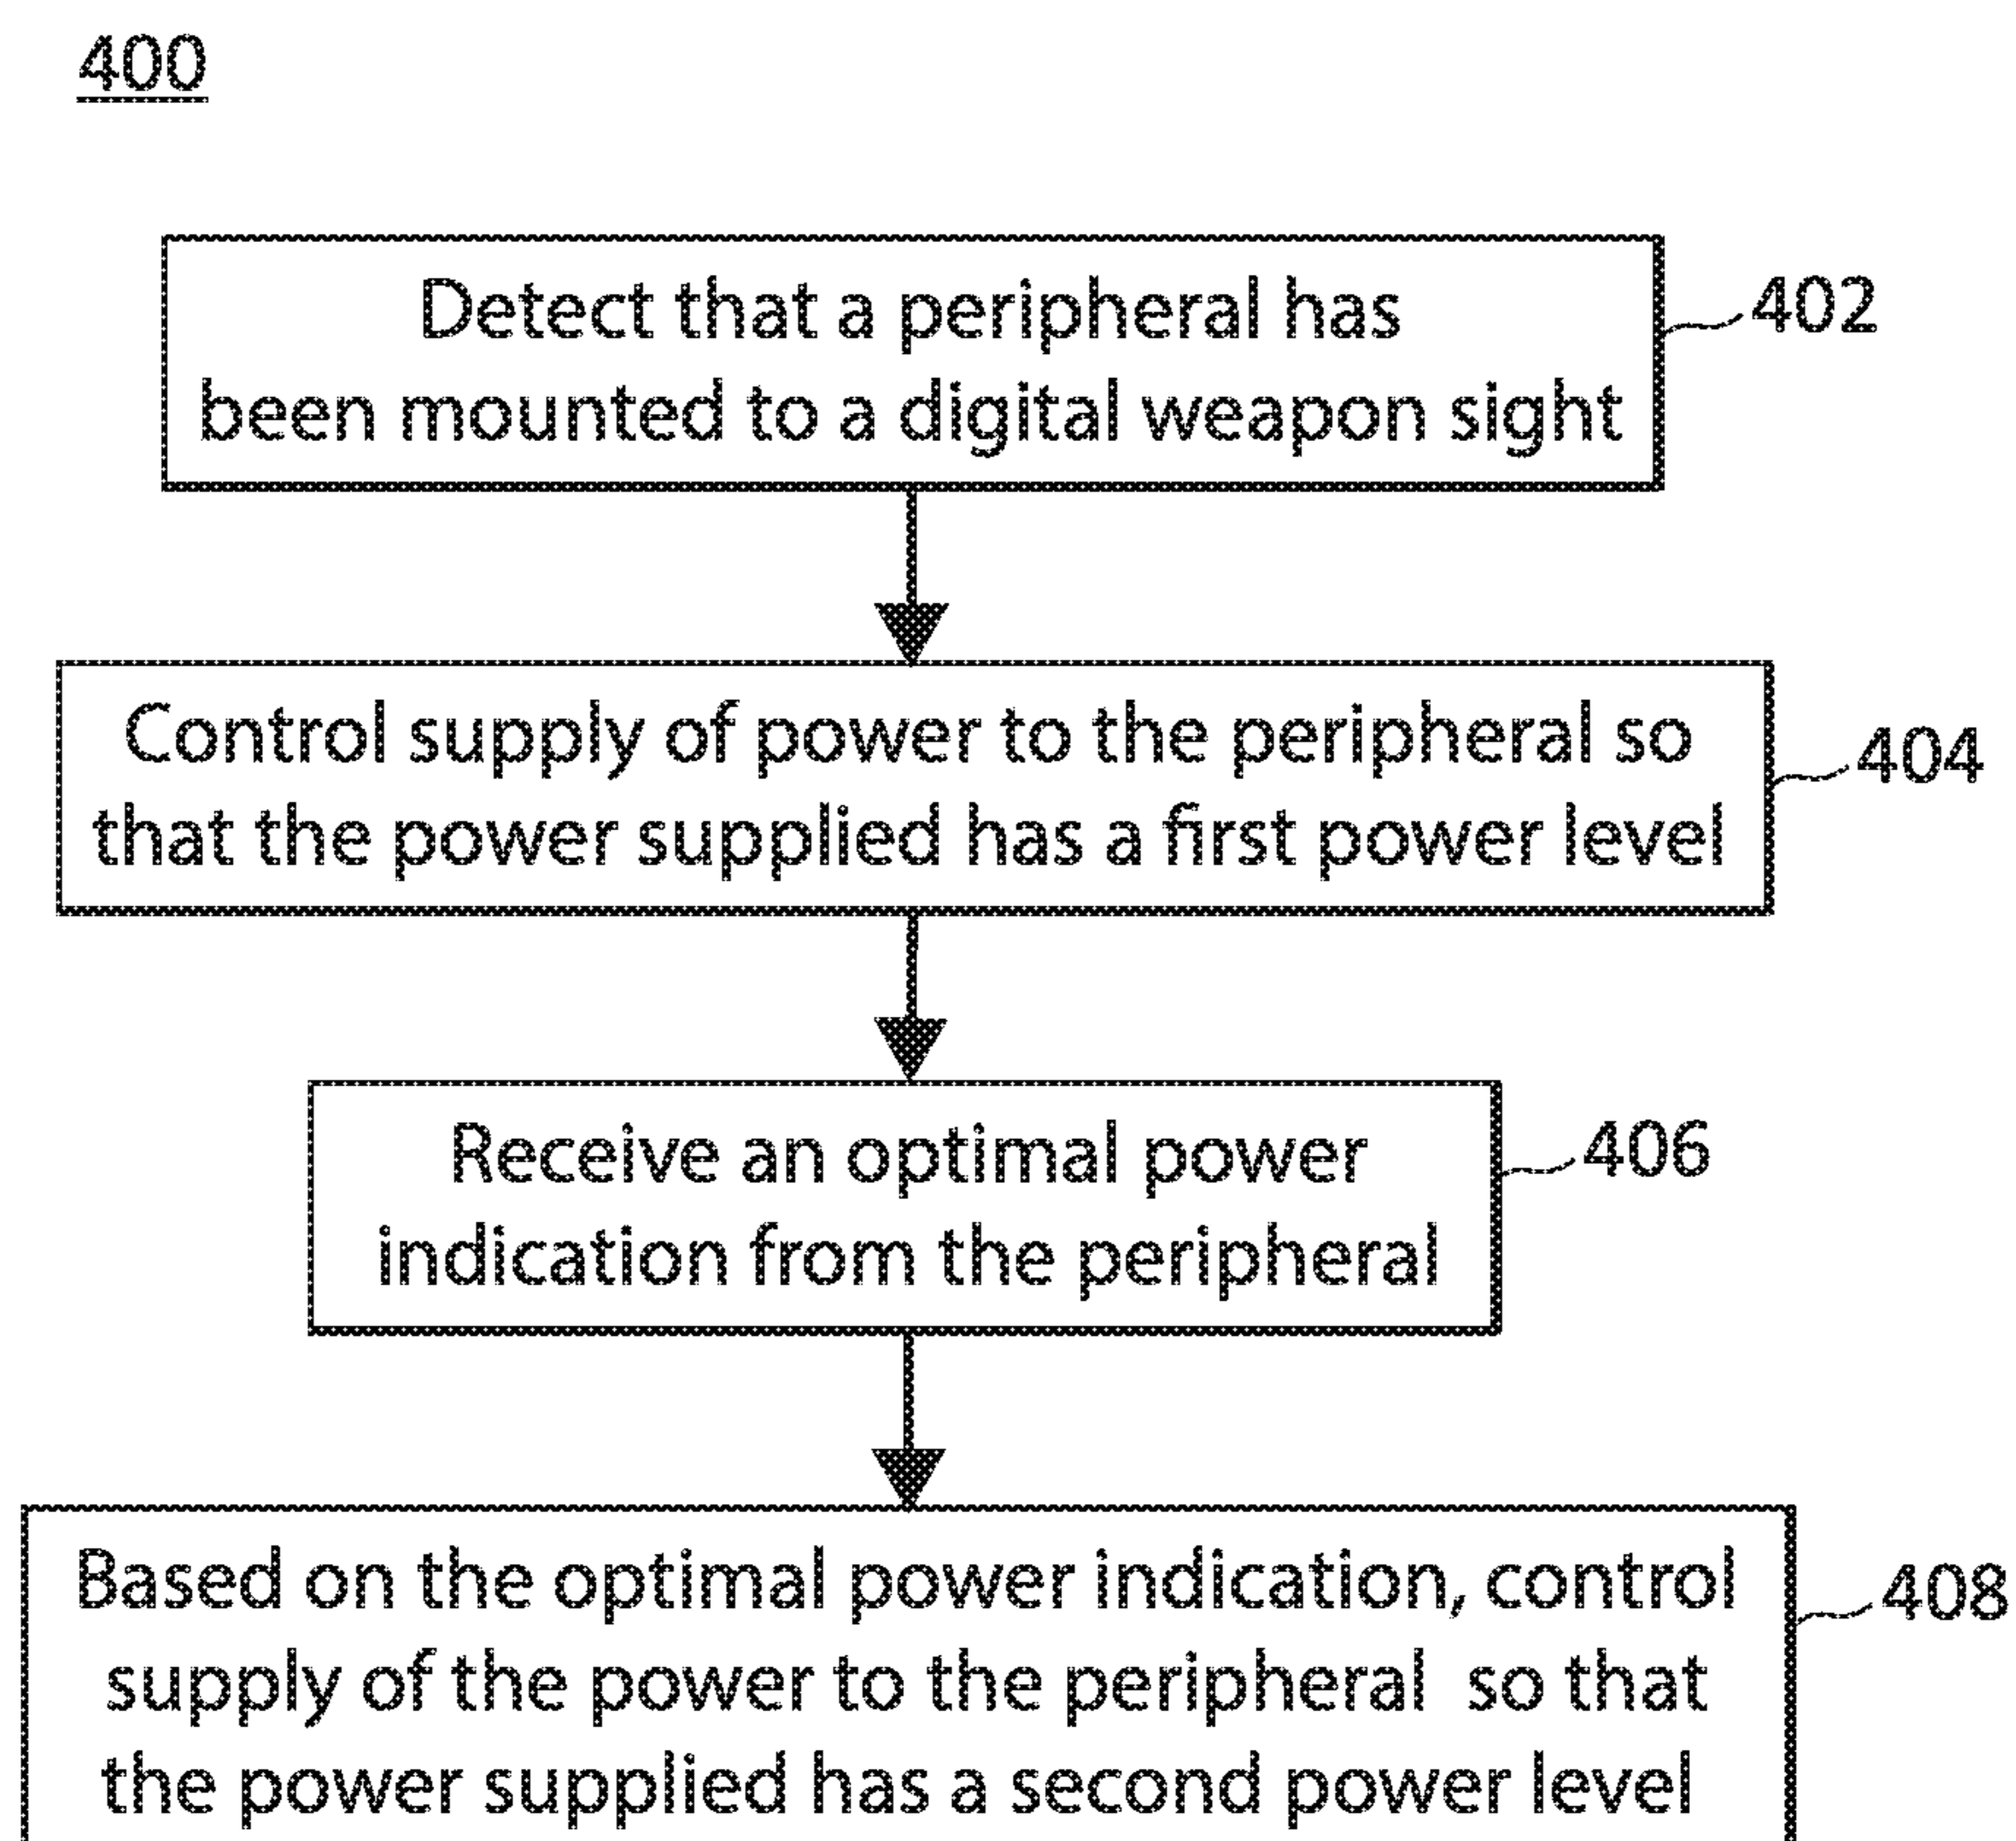 400
Detect that a peripheral has
been mounted to a digital weapon sight
402
Control supply of power to the peripheral so
that the power supplied has a first power level
404
Receive an optimal power
indication from the peripheral
406
Based on the optimal power indication, control
supply of the power to the peripheral so that
the power supplied has a second power level
408